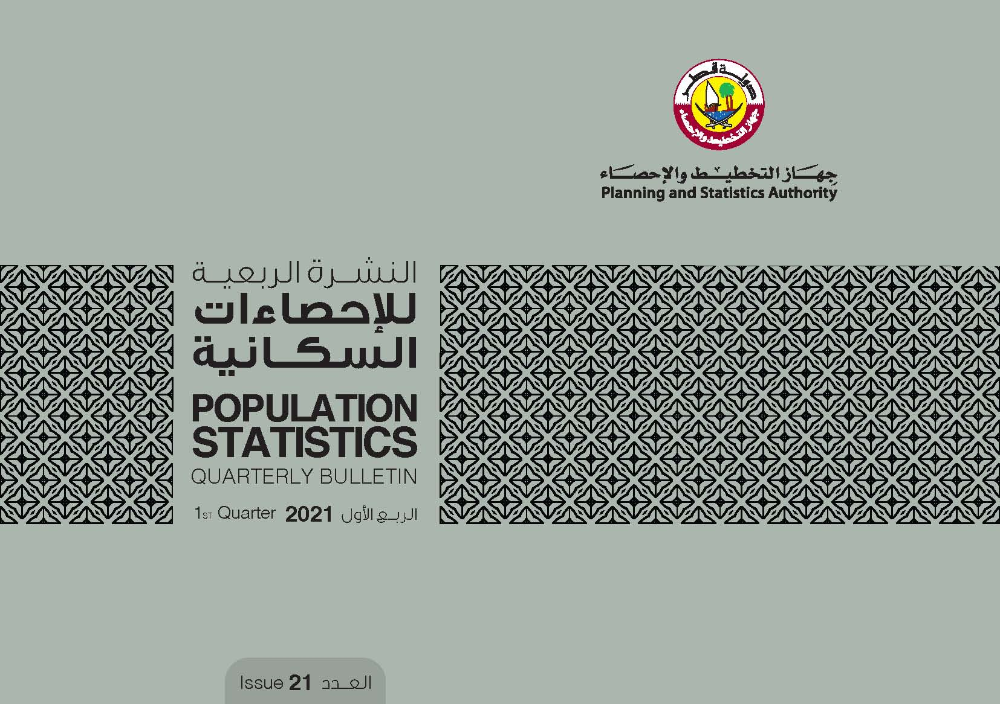 دولة قطر
جهاز التخطيط والإحصاء
جهاز التخطيط والإحصاء
Planning and Statistics Authority
النشرة الربعية
للإحصاءات
السكانية
POPULATION
STATISTICS
QUARTERLY BULLETIN
1ST Quarter 2021 الربع الأول
Issue 21 العدد